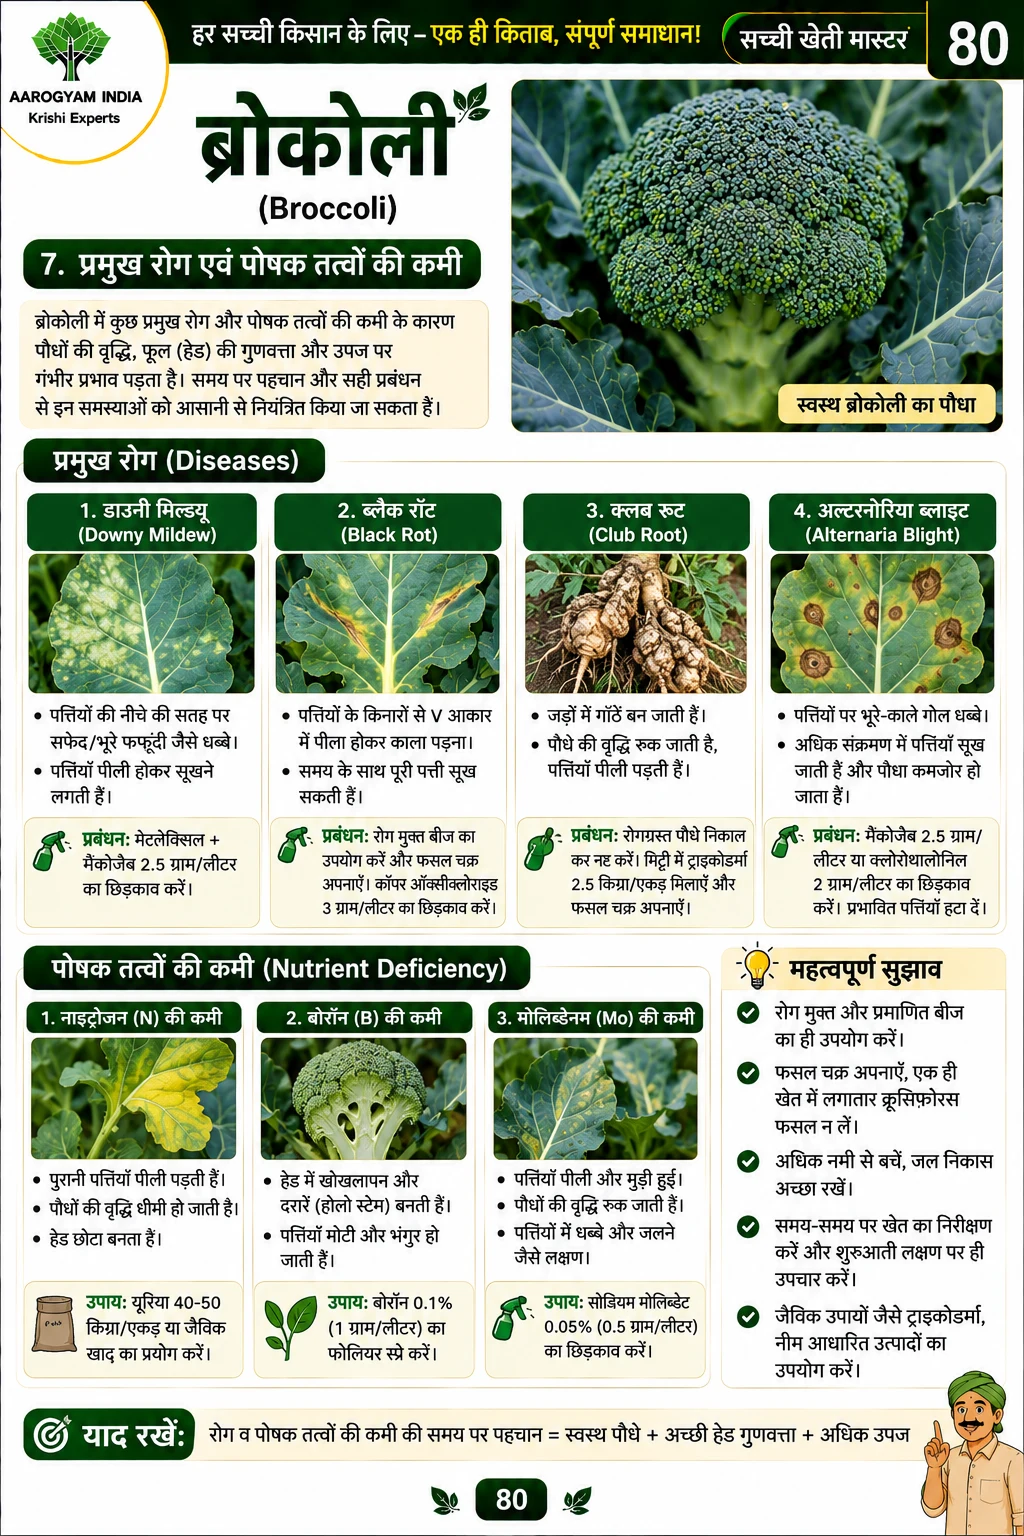 हर सच्ची किसान के लिए – एक ही किताब, संपूर्ण समाधान!
सच्ची खेती मास्टर
80
AAROGYAM INDIA
Krishi Experts
ब्रोकोली
(Broccoli)
7. प्रमुख रोग एवं पोषक तत्वों की कमी
ब्रोकोली में कुछ प्रमुख रोग और पोषक तत्वों की कमी के कारण
पौधों की वृद्धि, फूल (हेड) की गुणवत्ता और उपज पर
गंभीर प्रभाव पड़ता है। समय पर पहचान और सही प्रबंधन
से इन समस्याओं को आसानी से नियंत्रित किया जा सकता हैं।
स्वस्थ ब्रोकोली का पौधा
प्रमुख रोग (Diseases)
1. डाउनी मिल्डयू
(Downy Mildew)
• पत्तियों की नीचे की सतह पर
सफेद/भूरे फफूंदी जैसे धब्बे।
• पत्तियाँ पीली होकर सूखने
लगती हैं।
प्रबंधन: मेटलेक्सिल +
मैंकोजैब 2.5 ग्राम/लीटर
का छिड़काव करें।
2. ब्लैक रॉट
(Black Rot)
• पत्तियों के किनारों से V आकार
में पीला होकर काला पड़ना।
• समय के साथ पूरी पत्ती सूख
सकती हैं।
प्रबंधन: रोग मुक्त बीज का
उपयोग करें और फसल चक्र
अपनाएँ। कॉपर ऑक्सीक्लोराइड
3 ग्राम/लीटर का छिड़काव करें।
3. क्लब रूट
(Club Root)
• जड़ों में गाँठें बन जाती हैं।
• पौधे की वृद्धि रुक जाती है,
पत्तियाँ पीली पड़ती हैं।
प्रबंधन: रोगग्रस्त पौधे निकाल
कर नष्ट करें। मिट्टी में ट्राइकोडर्मा
2.5 किग्रा/एकड़ मिलाएँ और
फसल चक्र अपनाएँ।
4. अल्टरनोरिया ब्लाइट
(Alternaria Blight)
• पत्तियों पर भूरे-काले गोल धब्बे।
• अधिक संक्रमण में पत्तियाँ सूख
जाती हैं और पौधा कमजोर हो
जाता हैं।
प्रबंधन: मैंकोजैब 2.5 ग्राम/
लीटर या क्लोरोथालोनिल
2 ग्राम/लीटर का छिड़काव
करें। प्रभावित पत्तियाँ हटा दें।
पोषक तत्वों की कमी (Nutrient Deficiency)
1. नाइट्रोजन (N) की कमी
• पुरानी पत्तियाँ पीली पड़ती हैं।
• पौधों की वृद्धि धीमी हो जाती है।
• हेड छोटा बनता हैं।
उपाय: यूरिया 40-50
किग्रा/एकड़ या जैविक
खाद का प्रयोग करें।
2. बोरॉन (B) की कमी
• हेड में खोखलापन और
दरारें (होलो स्टेम) बनती हैं।
• पत्तियाँ मोटी और भंगुर हो
जाती हैं।
उपाय: बोरॉन 0.1%
(1 ग्राम/लीटर) का
फोलियर स्प्रे करें।
3. मोलिब्डेनम (Mo) की कमी
• पत्तियाँ पीली और मुड़ी हुई।
• पौधों की वृद्धि रुक जाती हैं।
• पत्तियों में धब्बे और जलने
जैसे लक्षण।
उपाय: सोडियम मोलिब्डेट
0.05% (0.5 ग्राम/लीटर)
का छिड़काव करें।
महत्वपूर्ण सुझाव
रोग मुक्त और प्रमाणित बीज
का ही उपयोग करें।
फसल चक्र अपनाएँ, एक ही
खेत में लगातार क्रूसिफ़ोरस
फसल न लें।
अधिक नमी से बचें, जल निकास
अच्छा रखें।
समय-समय पर खेत का निरीक्षण
करें और शुरुआती लक्षण पर ही
उपचार करें।
जैविक उपायों जैसे ट्राइकोडर्मा,
नीम आधारित उत्पादों का
उपयोग करें।
याद रखें:
रोग व पोषक तत्वों की कमी की समय पर पहचान = स्वस्थ पौधे + अच्छी हेड गुणवत्ता + अधिक उपज
80